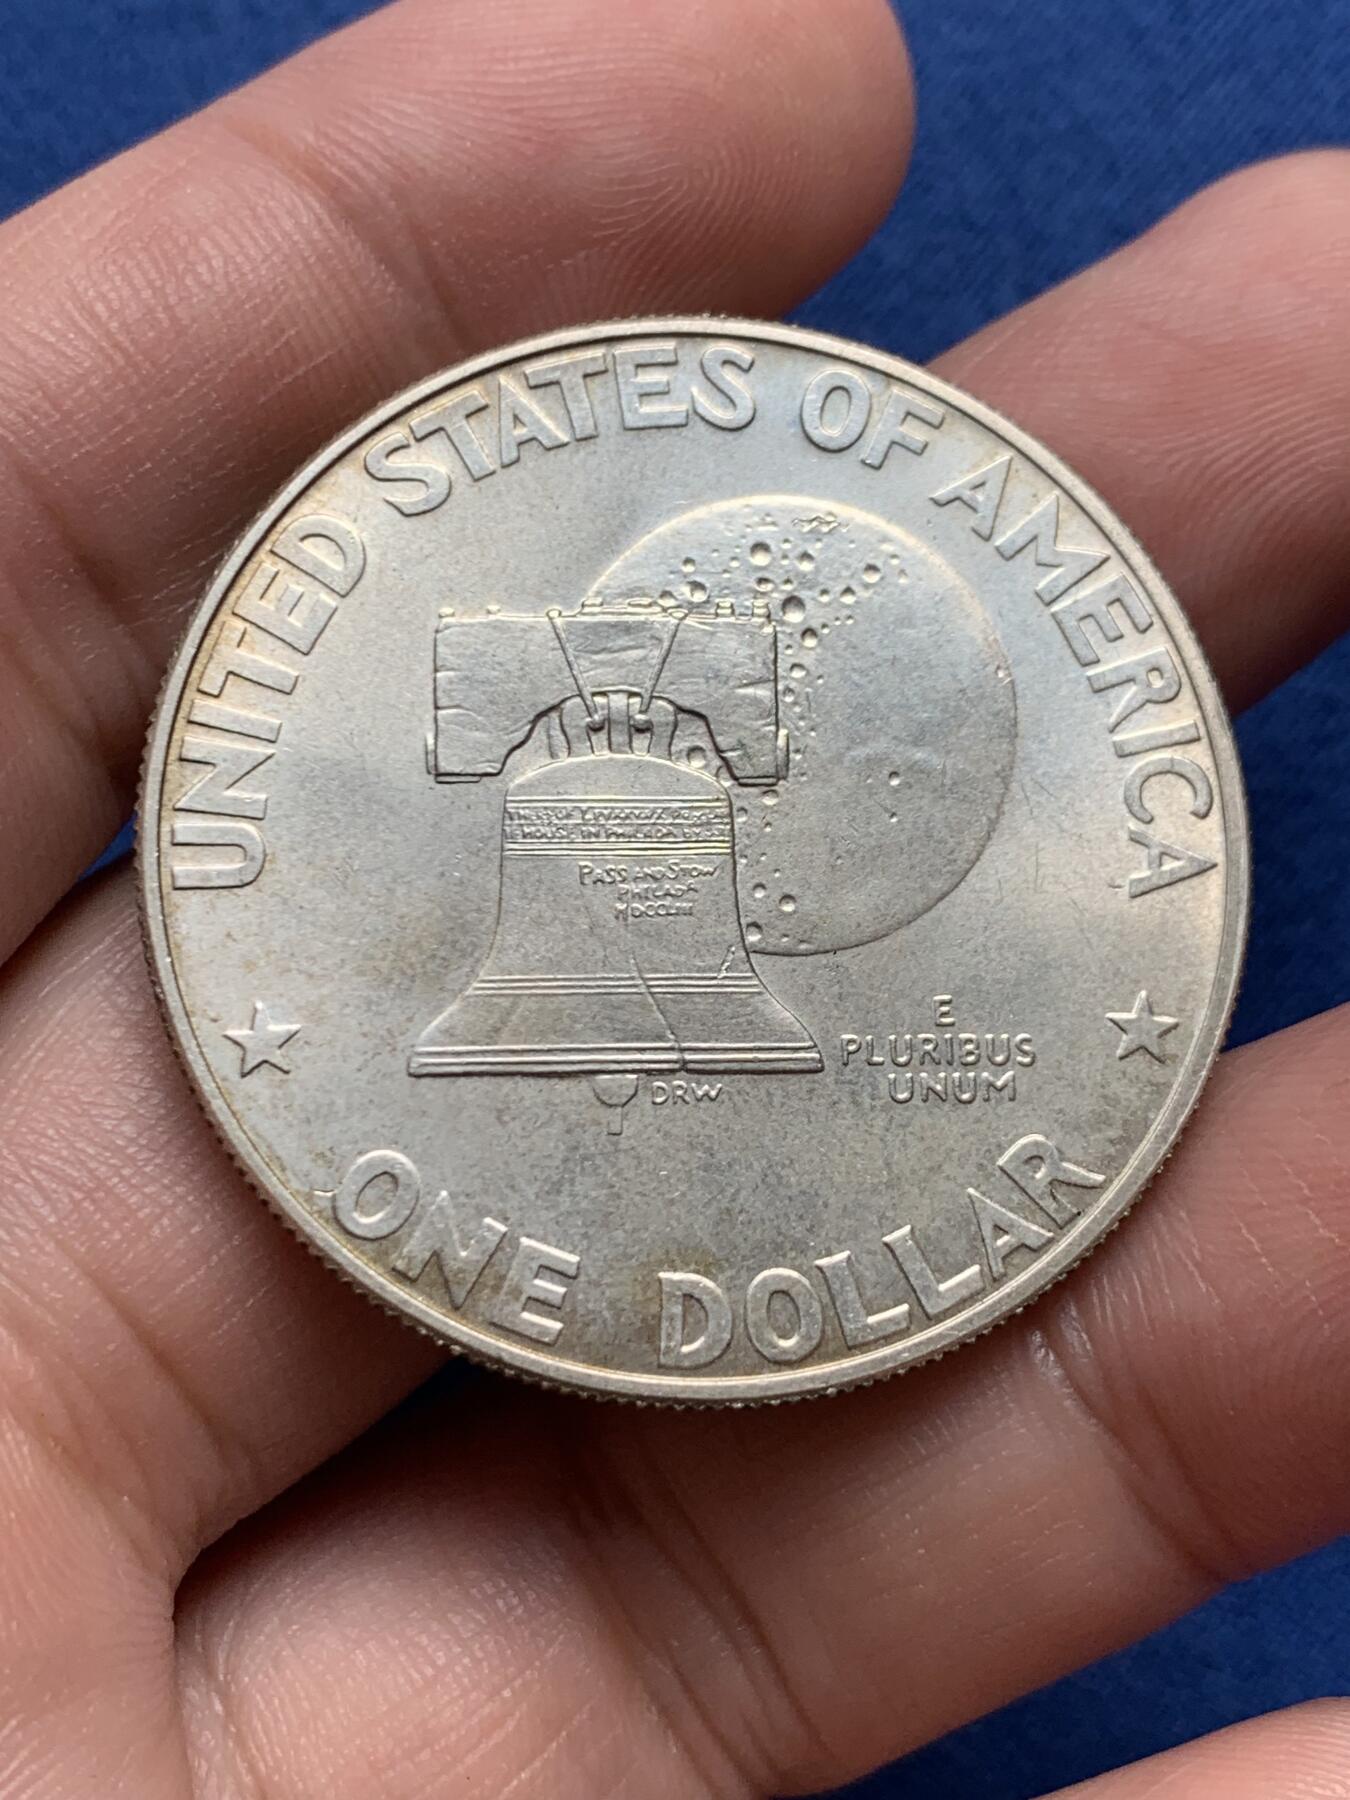 UNITED STATES OF AMERICA
PASS AND STOW
PHILADA
MDCCLIII
DRW
E
PLURIBUS
UNUM
ONE DOLLAR